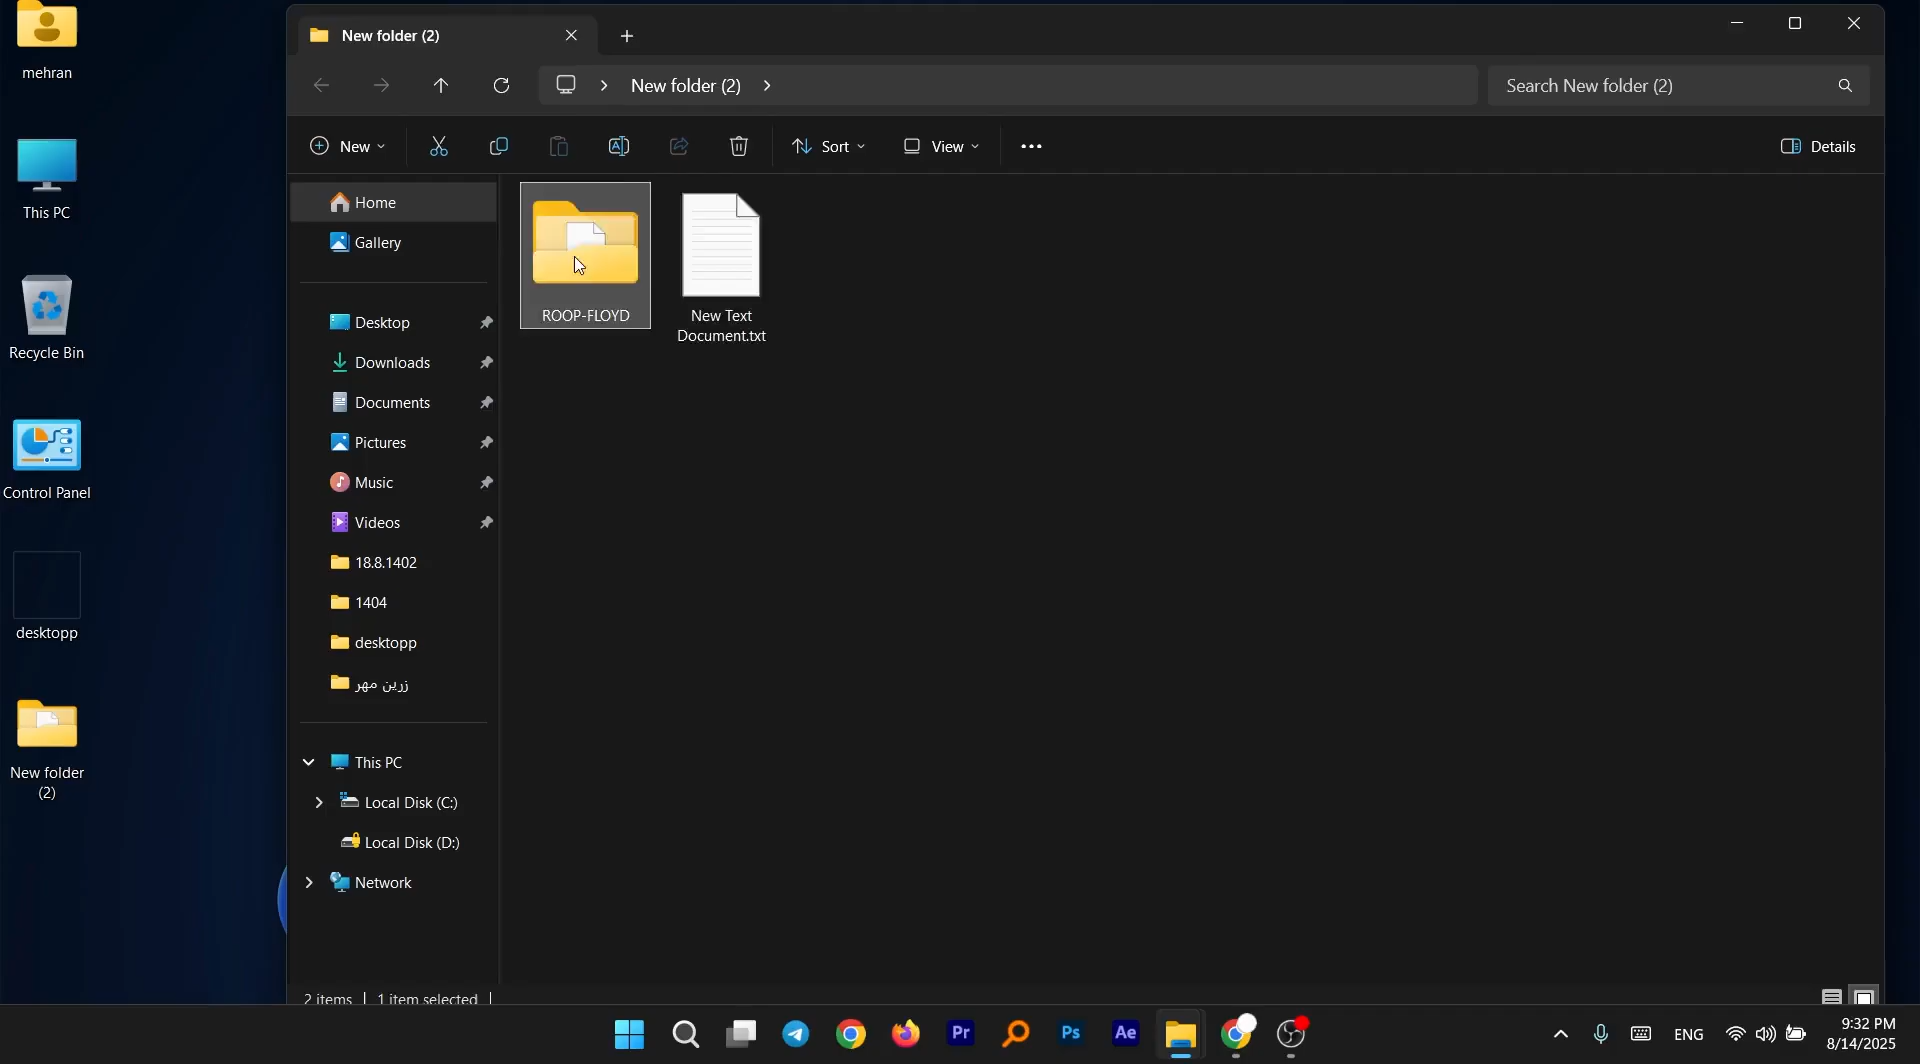 mehran
This PC
Recycle Bin
Control Panel
desktopp
New folder
(2)
New folder (2)
New folder (2)
Search New folder (2)
New
Sort
View
Details
Home
Gallery
Desktop
Downloads
Documents
Pictures
Music
Videos
18.8.1402
1404
desktopp
زرین مهر
This PC
Local Disk (C:)
Local Disk (D:)
Network
ROOP-FLOYD
New Text
Document.txt
2 items
1 item selected
Pr
Ps
Ae
ENG
9:32 PM
8/14/2025